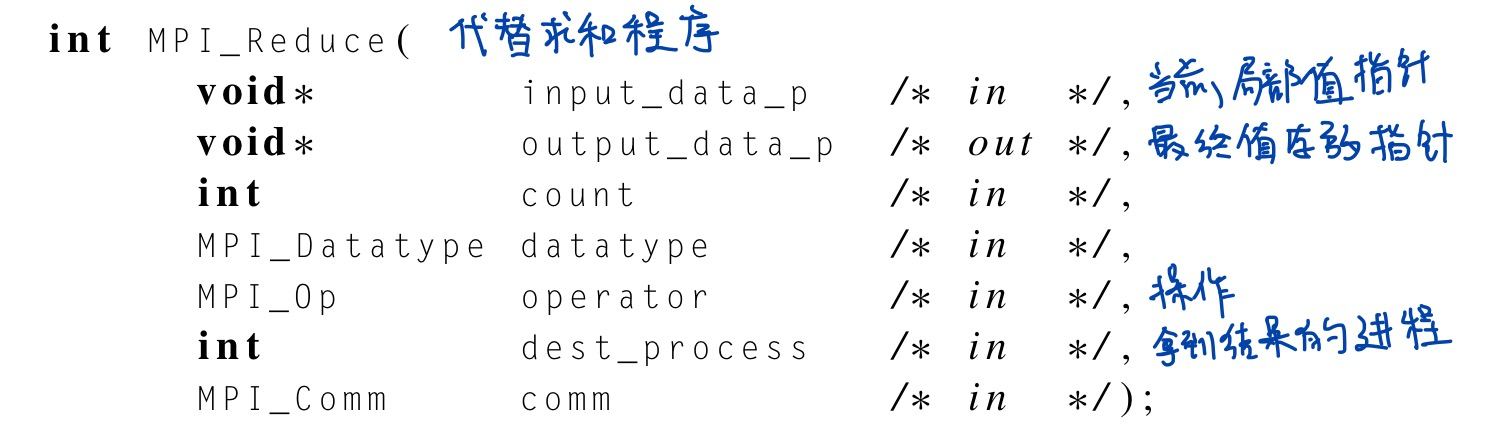 int MPI_Reduce( 代替求和程序
void* input_data_p /* in */, 当前局部值指针
void* output_data_p /* out */, 最终值存放指针
int count /* in */,
MPI_Datatype datatype /* in */,
MPI_Op operator /* in */, 操作
int dest_process /* in */, 拿到结果的进程
MPI_Comm comm /* in */);